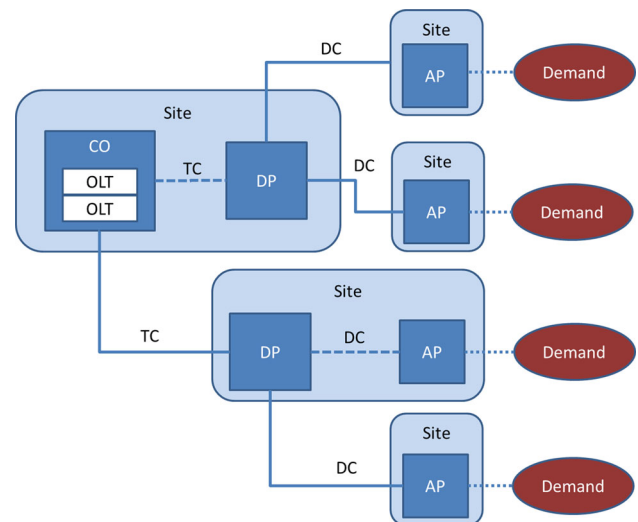 Site
DC
AP
Demand
Site
CO
OLT
OLT
TC
DP
DC
Site
AP
Demand
Site
TC
DP
DC
AP
Demand
Site
DC
AP
Demand